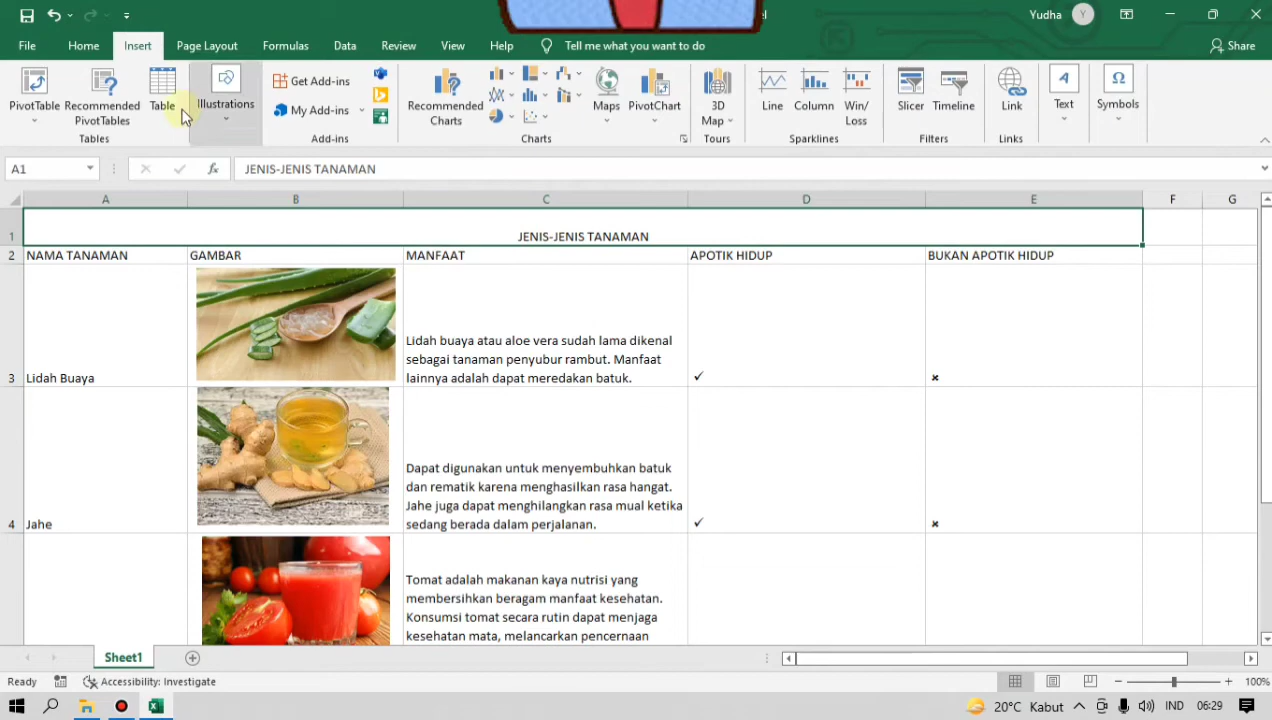 el
Yudha
Y
File
Home
Insert
Page Layout
Formulas
Data
Review
View
Help
Tell me what you want to do
Share
PivotTable
Recommended
PivotTables
Table
Illustrations
Get Add-ins
My Add-ins
Recommended
Charts
Maps
PivotChart
3D
Map
Line
Column
Win/
Loss
Slicer
Timeline
Link
Text
Symbols
Tables
Add-ins
Charts
Tours
Sparklines
Filters
Links
A1
fx
JENIS-JENIS TANAMAN
A B C D E F G
1
JENIS-JENIS TANAMAN
2
NAMA TANAMAN
GAMBAR
MANFAAT
APOTIK HIDUP
BUKAN APOTIK HIDUP
Lidah buaya atau aloe vera sudah lama dikenal
sebagai tanaman penyubur rambut. Manfaat
lainnya adalah dapat meredakan batuk.
3
Lidah Buaya
✓
×
Dapat digunakan untuk menyembuhkan batuk
dan rematik karena menghasilkan rasa hangat.
Jahe juga dapat menghilangkan rasa mual ketika
sedang berada dalam perjalanan.
4
Jahe
✓
×
Tomat adalah makanan kaya nutrisi yang
membersihkan beragam manfaat kesehatan.
Konsumsi tomat secara rutin dapat menjaga
kesehatan mata, melancarkan pencernaan
Sheet1
Ready
Accessibility: Investigate
100%
20°C Kabut
IND
06:29